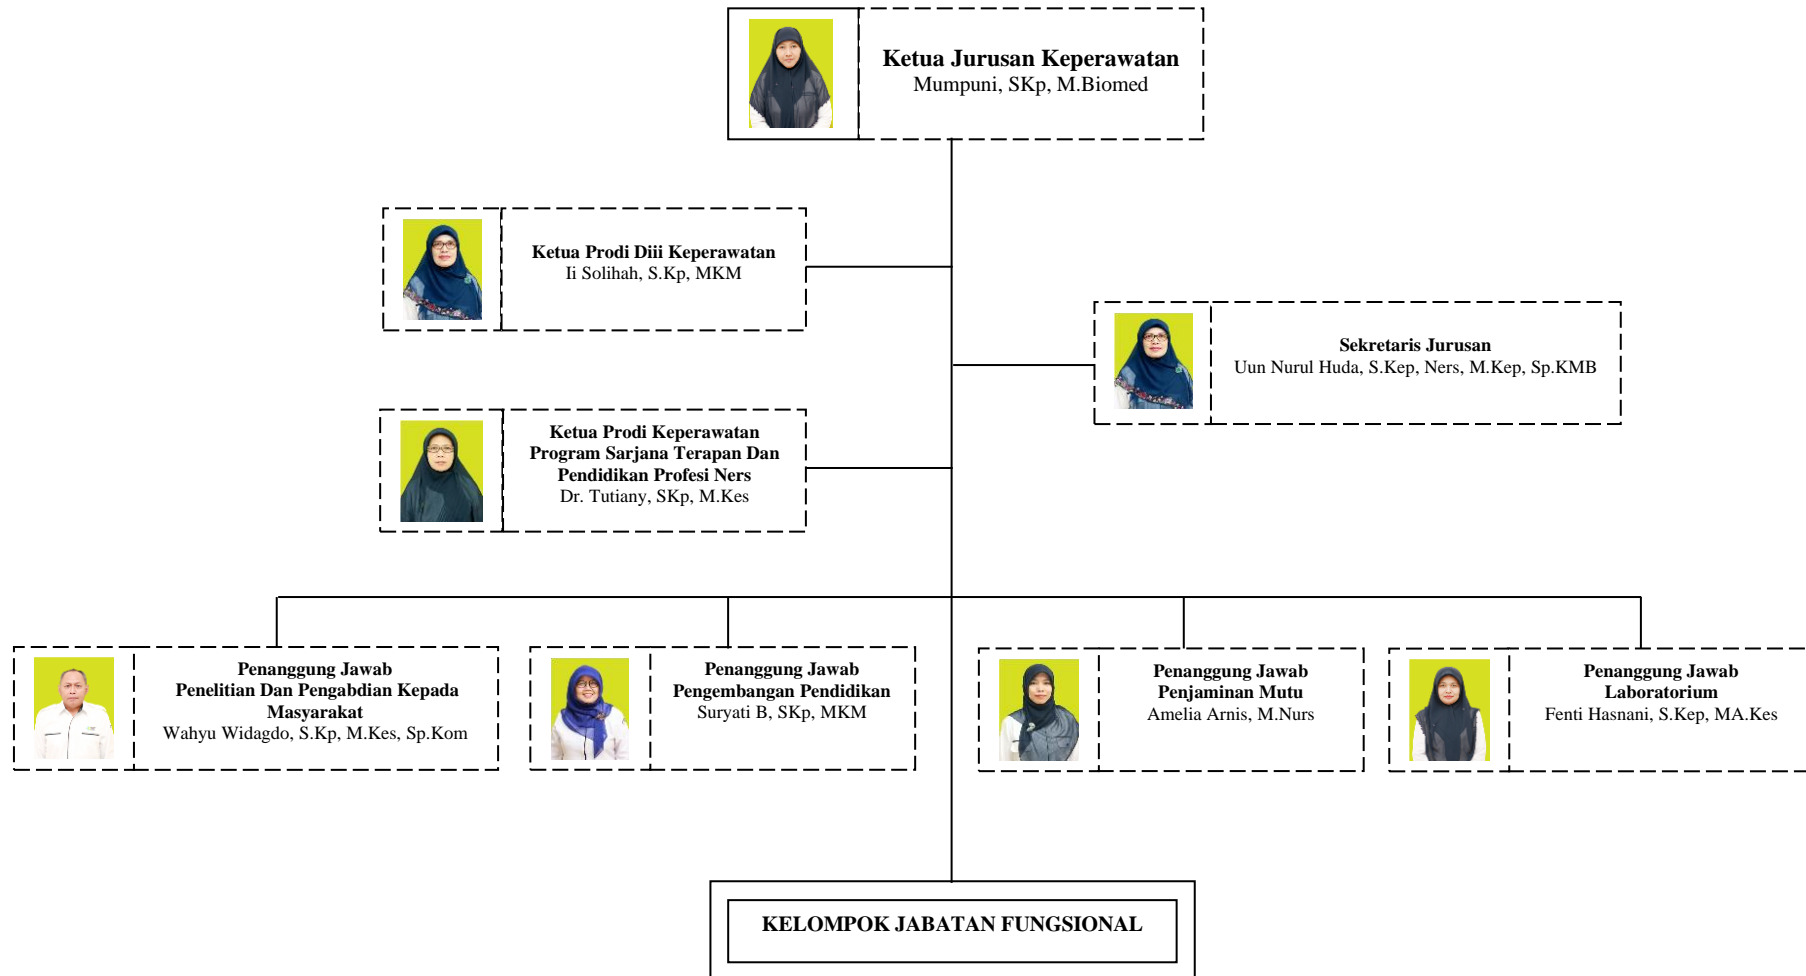 Ketua Jurusan Keperawatan
Mumpuni, SKp, M.Biomed
Ketua Prodi Diii Keperawatan
Ii Solihah, S.Kp, MKM
Sekretaris Jurusan
Uun Nurul Huda, S.Kep, Ners, M.Kep, Sp.KMB
Ketua Prodi Keperawatan
Program Sarjana Terapan Dan
Pendidikan Profesi Ners
Dr. Tutiany, SKp, M.Kes
Penanggung Jawab
Penelitian Dan Pengabdian Kepada
Masyarakat
Wahyu Widagdo, S.Kp, M.Kes, Sp.Kom
Penanggung Jawab
Pengembangan Pendidikan
Suryati B, SKp, MKM
Penanggung Jawab
Penjaminan Mutu
Amelia Arnis, M.Nurs
Penanggung Jawab
Laboratorium
Fenti Hasnani, S.Kep, MA.Kes
KELOMPOK JABATAN FUNGSIONAL